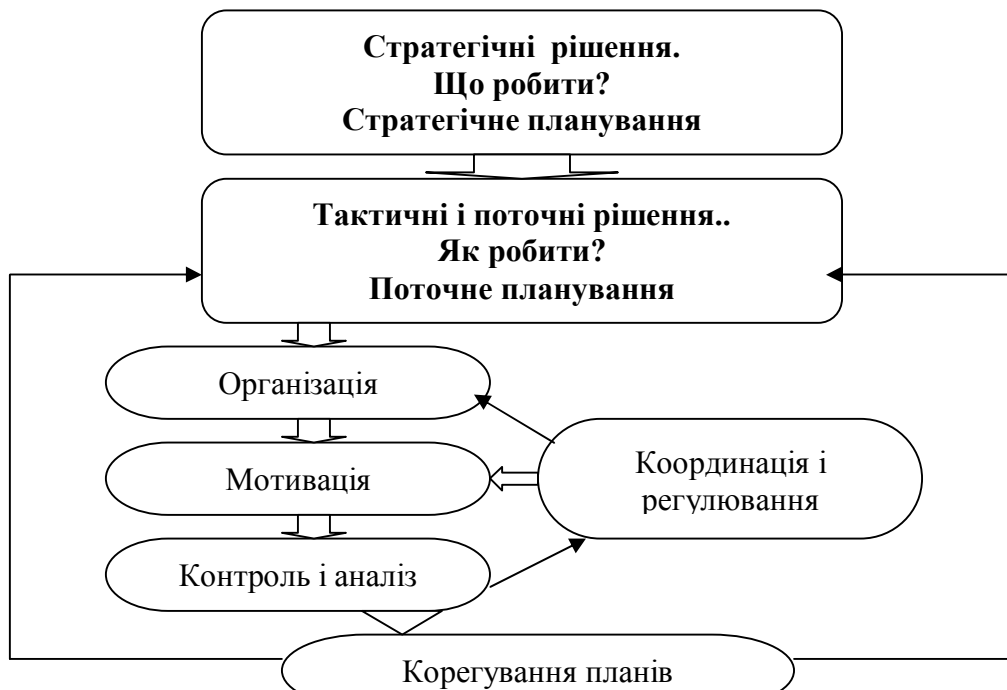 Стратегічні рішення.
Що робити?
Стратегічне планування
Тактичні і поточні рішення..
Як робити?
Поточне планування
Організація
Мотивація
Координація і
регулювання
Контроль і аналіз
Корегування планів